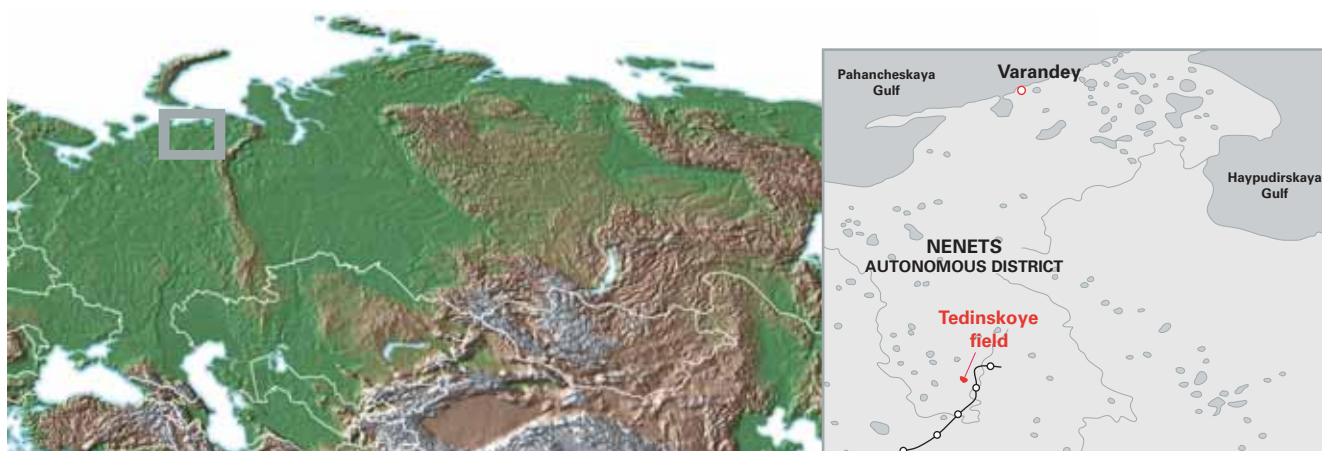 Pahancheskaya
Gulf
Varandey
Haypudirskaya
Gulf
NENETS
AUTONOMOUS DISTRICT
Tedinskoye
field